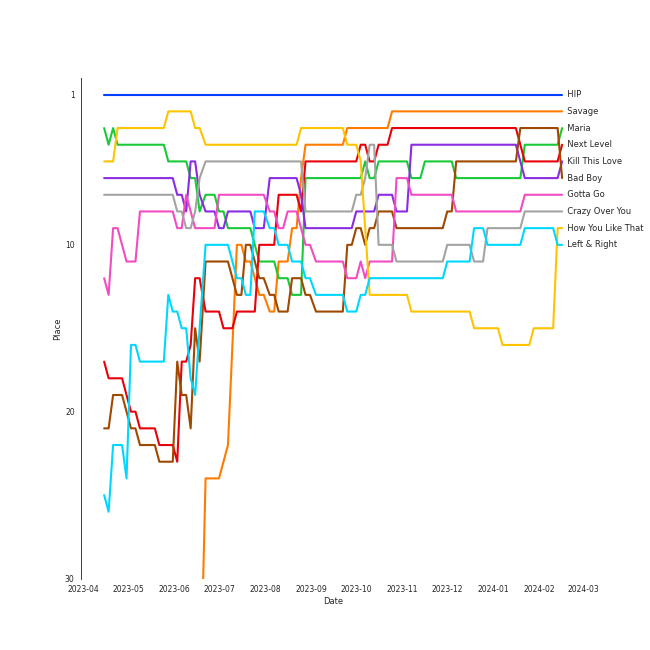 1
10
20
30
Place
2023-04
2023-05
2023-06
2023-07
2023-08
2023-09
2023-10
2023-11
2023-12
2024-01
2024-02
2024-03
Date
HIP
Savage
Maria
Next Level
Kill This Love
Bad Boy
Gotta Go
Crazy Over You
How You Like That
Left & Right